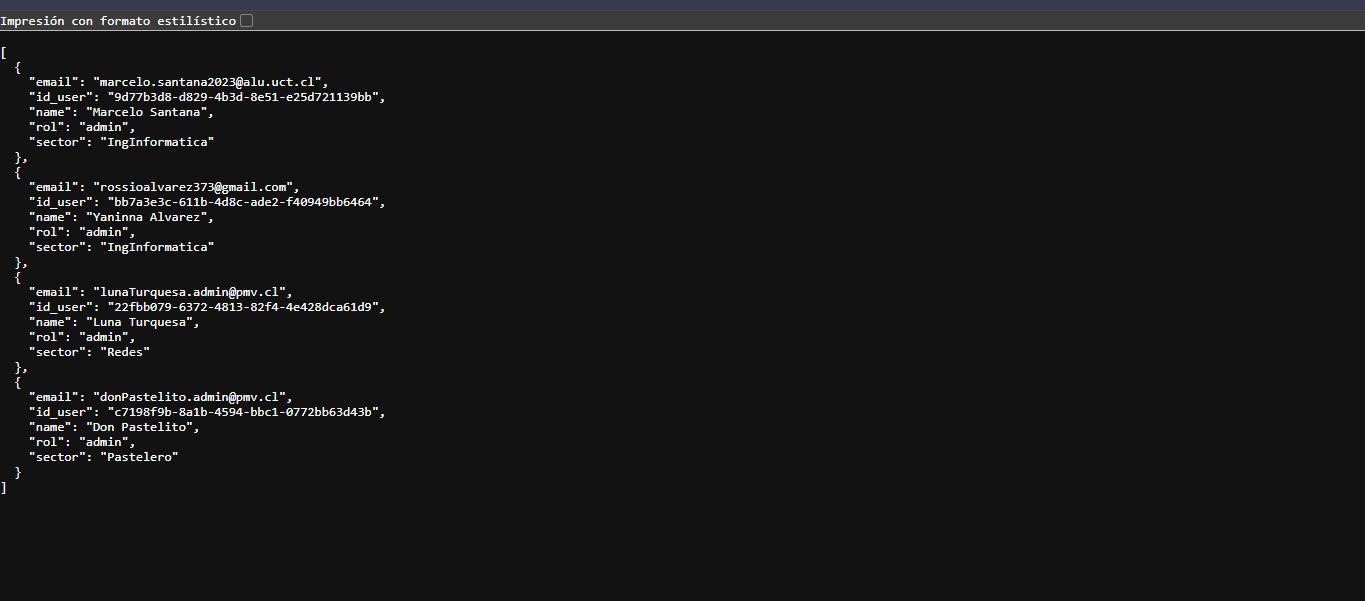 Impresión con formato estilístico
[
  {
    "email": "marcelo.santana2023@alu.uct.cl",
    "id_user": "9d77b3d8-d829-4b3d-8e51-e25d721139bb",
    "name": "Marcelo Santana",
    "rol": "admin",
    "sector": "IngInformatica"
  },
  {
    "email": "rossioalvarez373@gmail.com",
    "id_user": "bb7a3e3c-611b-4d8c-ade2-f40949bb6464",
    "name": "Yaninna Alvarez",
    "rol": "admin",
    "sector": "IngInformatica"
  },
  {
    "email": "lunaTurquesa.admin@pmv.cl",
    "id_user": "22fbb079-6372-4813-82f4-4e428dca61d9",
    "name": "Luna Turquesa",
    "rol": "admin",
    "sector": "Redes"
  },
  {
    "email": "donPastelito.admin@pmv.cl",
    "id_user": "c7198f9b-8a1b-4594-bbc1-0772bb63d43b",
    "name": "Don Pastelito",
    "rol": "admin",
    "sector": "Pastelero"
  }
]